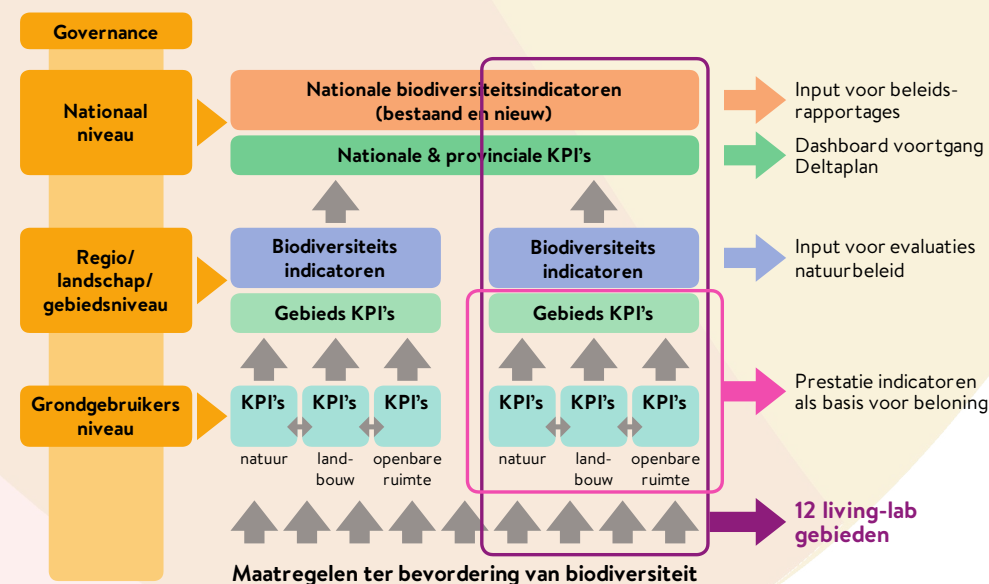 Governance
Nationaal
niveau
Nationale biodiversiteitsindicatoren
(bestaand en nieuw)
Nationale & provinciale KPI's
Input voor beleids-
rapportages
Dashboard voortgang
Deltaplan
Regio/
landschap/
gebiedsniveau
Biodiversiteits
indicatoren
Gebieds KPI's
Biodiversiteits
indicatoren
Gebieds KPI's
Input voor evaluaties
natuurbeleid
Grondgebruikers
niveau
KPI's
KPI's
KPI's
natuur
land-
bouw
openbare
ruimte
KPI's
KPI's
KPI's
natuur
land-
bouw
openbare
ruimte
Prestatie indicatoren
als basis voor beloning
12 living-lab
gebieden
Maatregelen ter bevordering van biodiversiteit